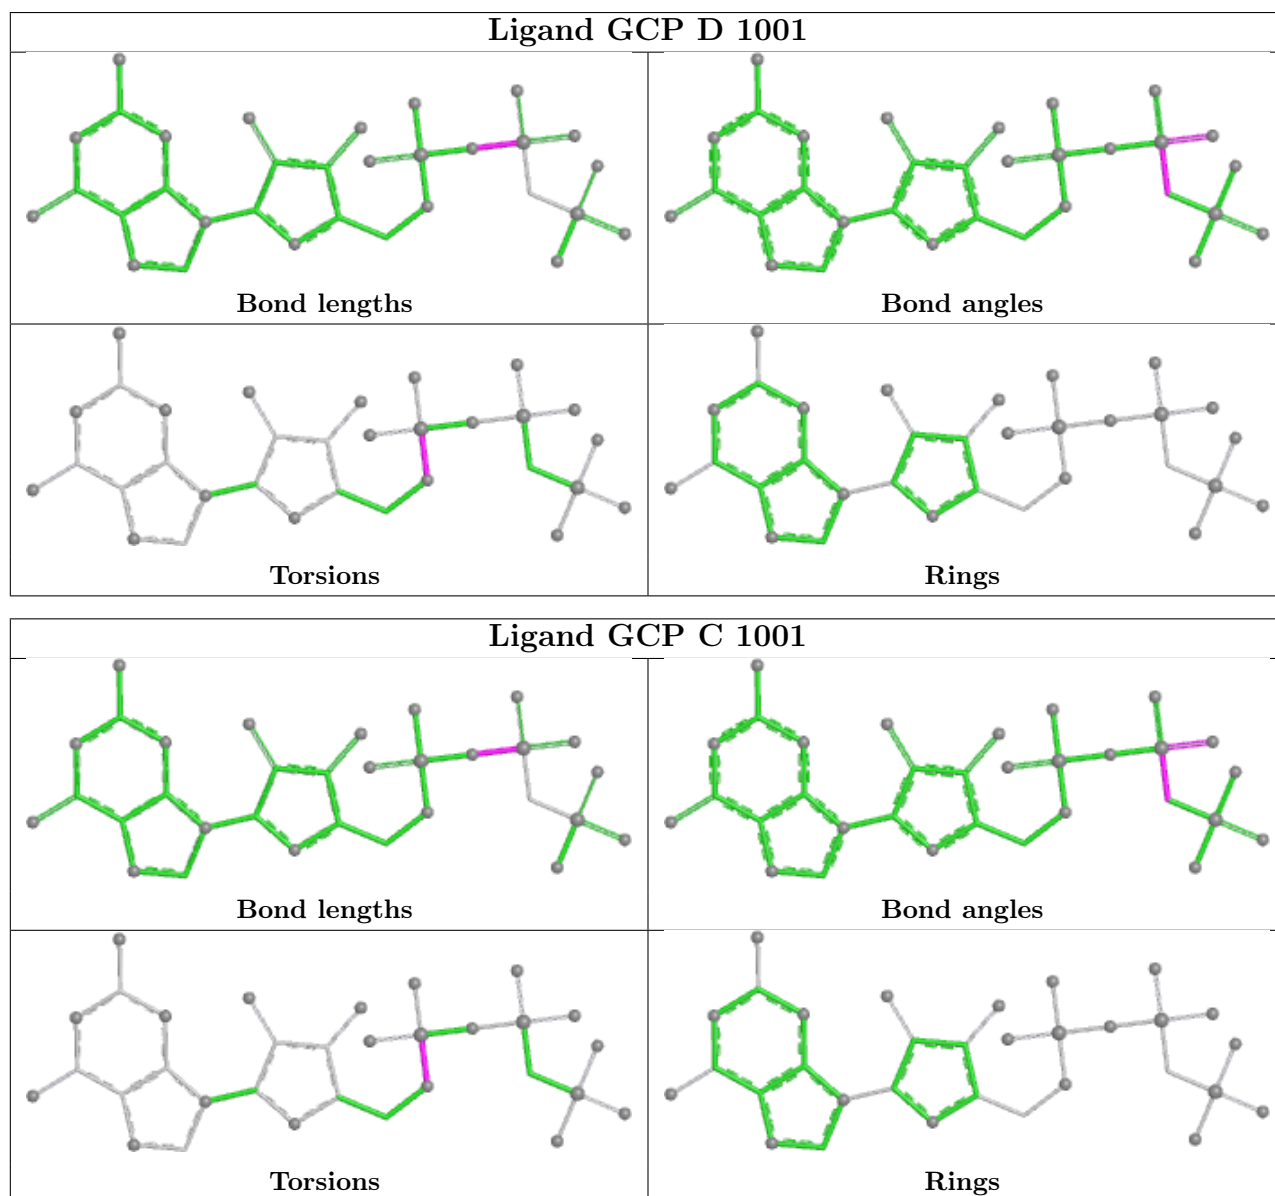 Ligand GCP D 1001
Bond lengths
Bond angles
Torsions
Rings
Ligand GCP C 1001
Bond lengths
Bond angles
Torsions
Rings